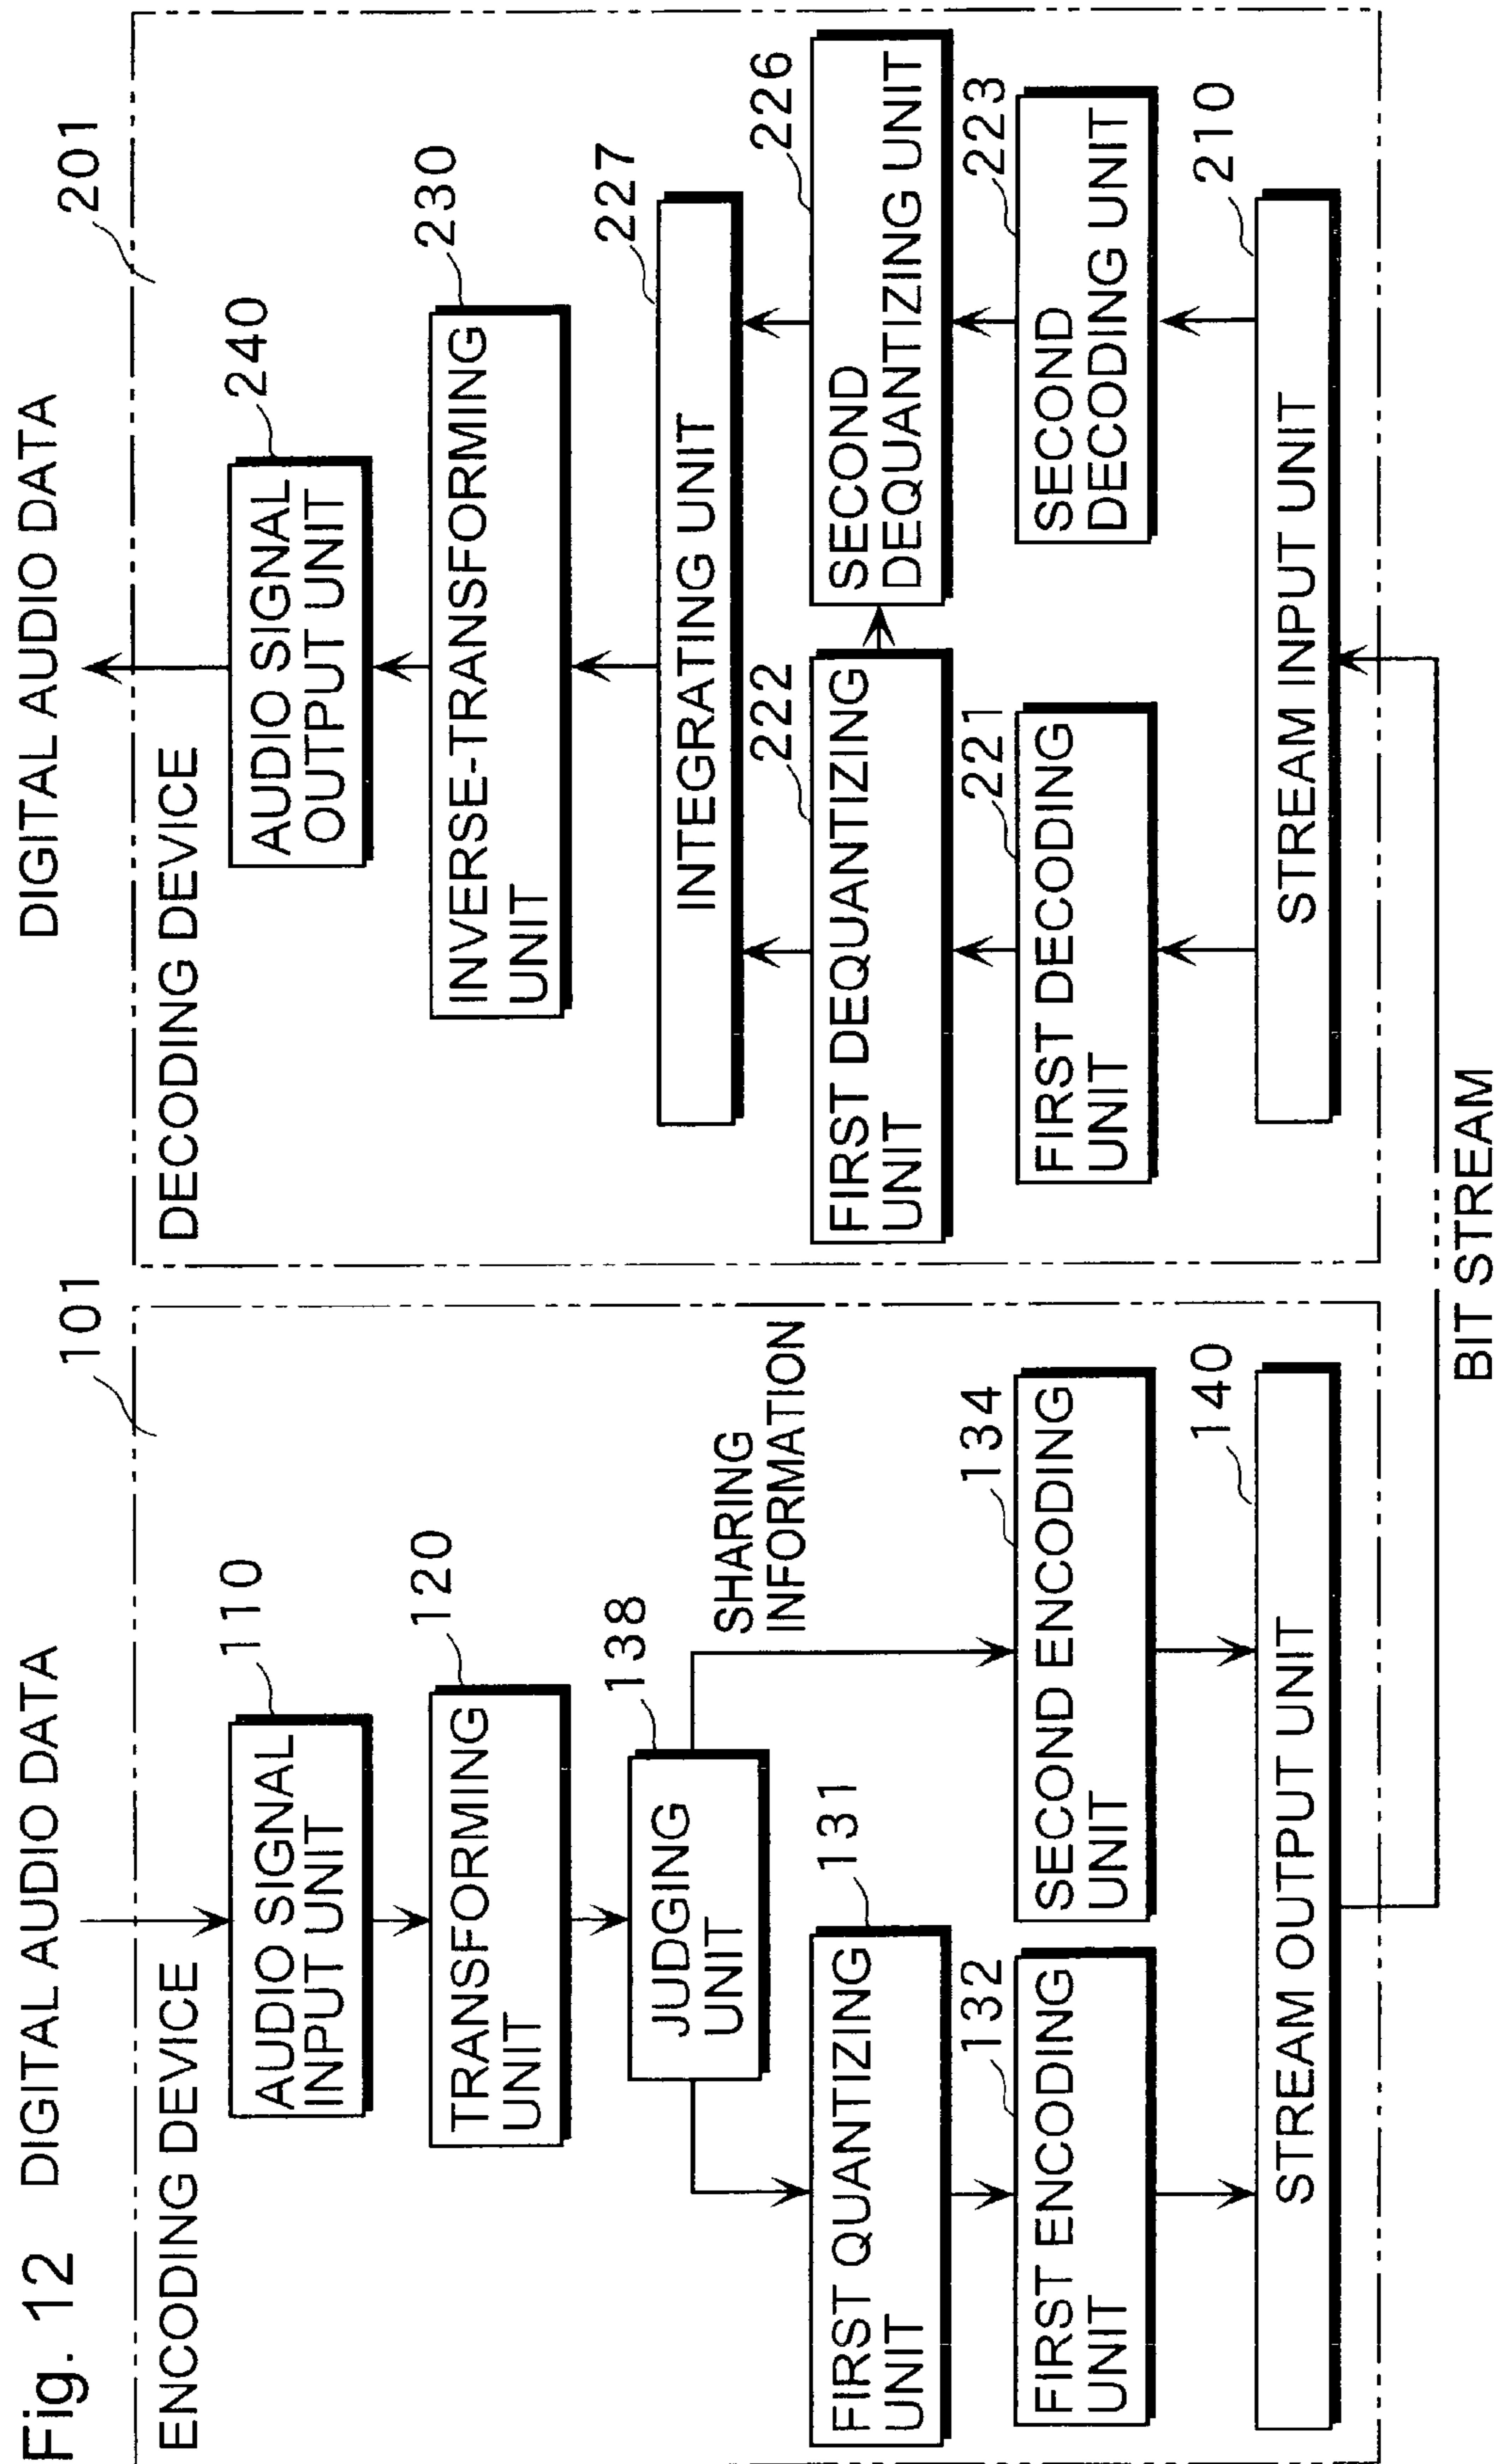 Fig. 12
DIGITAL AUDIO DATA
ENCODING DEVICE
101
AUDIO SIGNAL
INPUT UNIT
110
TRANSFORMING
UNIT
120
JUDGING
UNIT
138
SHARING
INFORMATION
FIRST QUANTIZING
UNIT
131
FIRST ENCODING
UNIT
132
SECOND ENCODING
UNIT
134
STREAM OUTPUT UNIT
140
BIT STREAM
DIGITAL AUDIO DATA
DECODING DEVICE
201
AUDIO SIGNAL
OUTPUT UNIT
240
INVERSE-TRANSFORMING
UNIT
230
INTEGRATING UNIT
227
FIRST DEQUANTIZING
UNIT
222
SECOND
DEQUANTIZING UNIT
226
FIRST DECODING
UNIT
221
SECOND
DECODING UNIT
223
STREAM INPUT UNIT
210